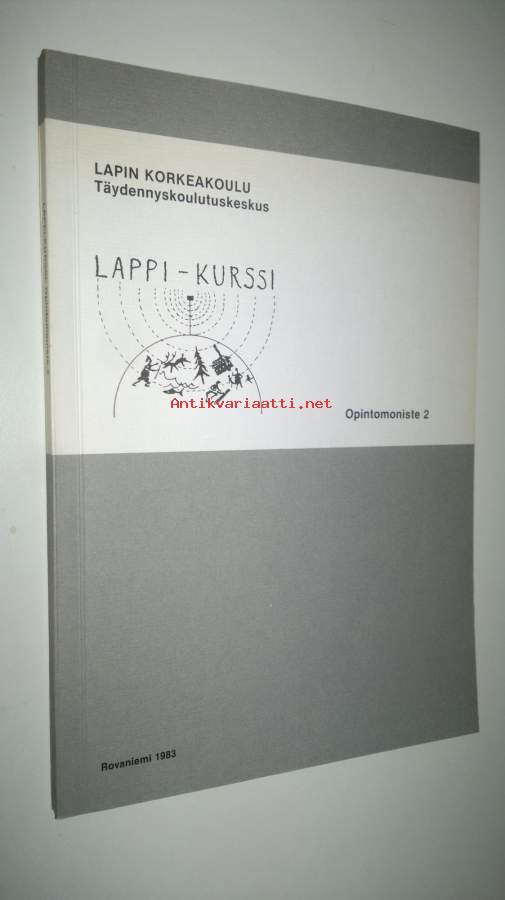 LAPIN KORKEAKOULU
Täydennyskoulutuskeskus
LAPPI - KURSSI
Antikvariaatti.net
Opintomoniste 2
Rovaniemi 1983